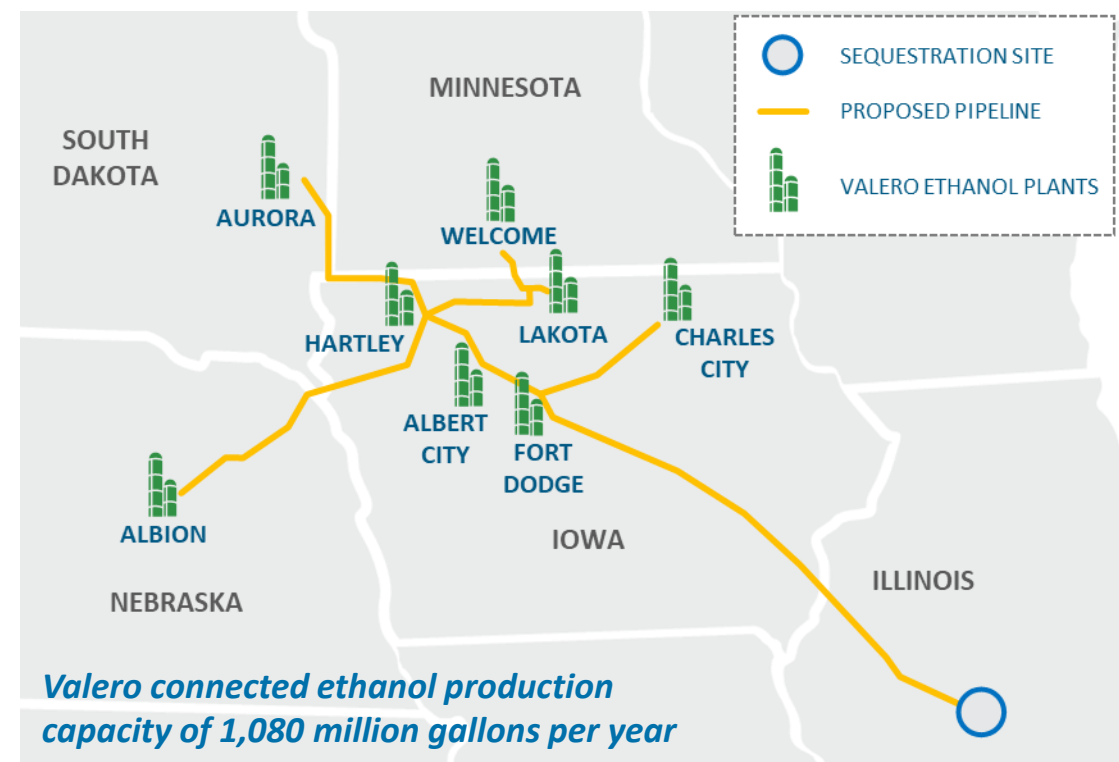 SEQUESTRATION SITE
PROPOSED PIPELINE
VALERO ETHANOL PLANTS
MINNESOTA
SOUTH
DAKOTA
AURORA
WELCOME
HARTLEY
LAKOTA
CHARLES
CITY
ALBERT
CITY
FORT
DODGE
ALBION
IOWA
ILLINOIS
NEBRASKA
Valero connected ethanol production
capacity of 1,080 million gallons per year